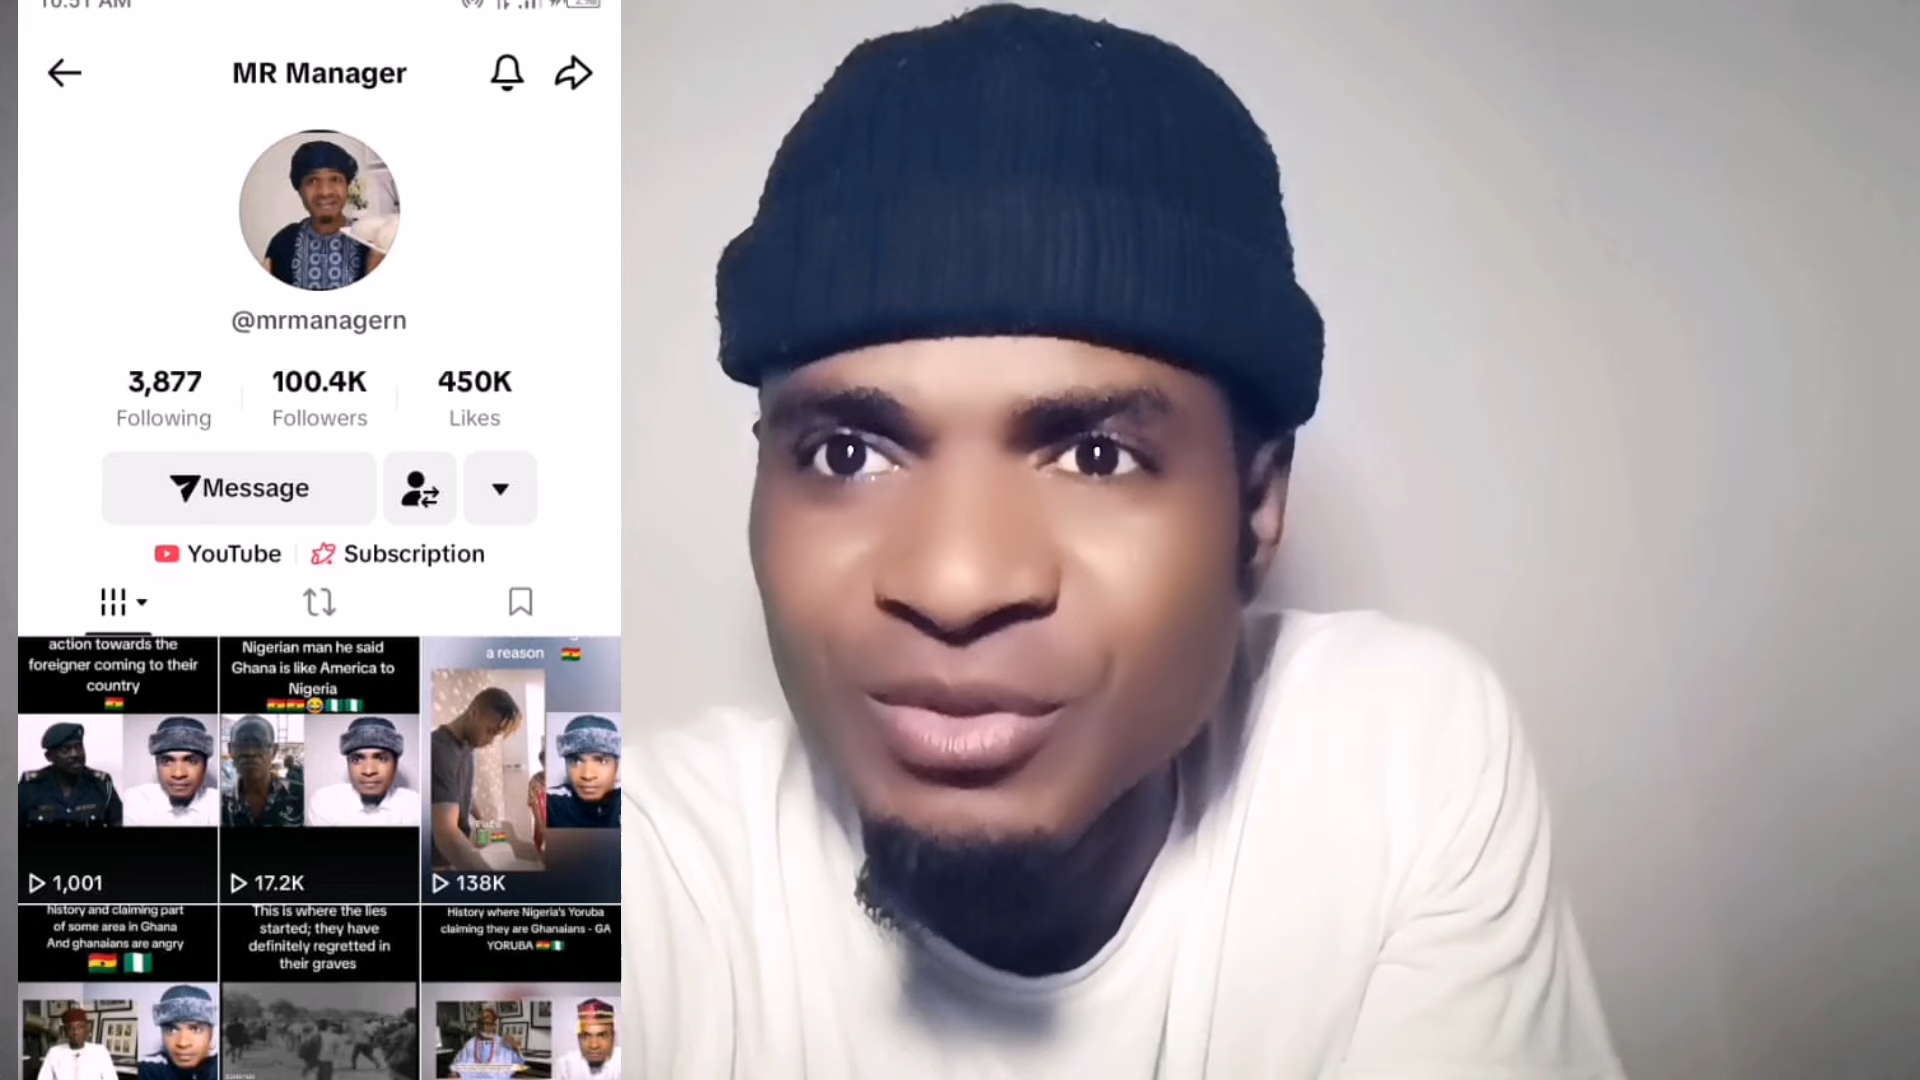 10:51 AM
MR Manager
@mrmanagern
3,877
Following
100.4K
Followers
450K
Likes
Message
YouTube
Subscription
action towards the
foreigner coming to their
country
1,001
Nigerian man he said
Ghana is like America to
Nigeria
17.2K
a reason
138K
history and claiming part
of some area in Ghana
And ghanaians are angry
This is where the lies
started; they have
definitely regretted in
their graves
History where Nigeria's Yoruba
claiming they are Ghanaians - GA
YORUBA